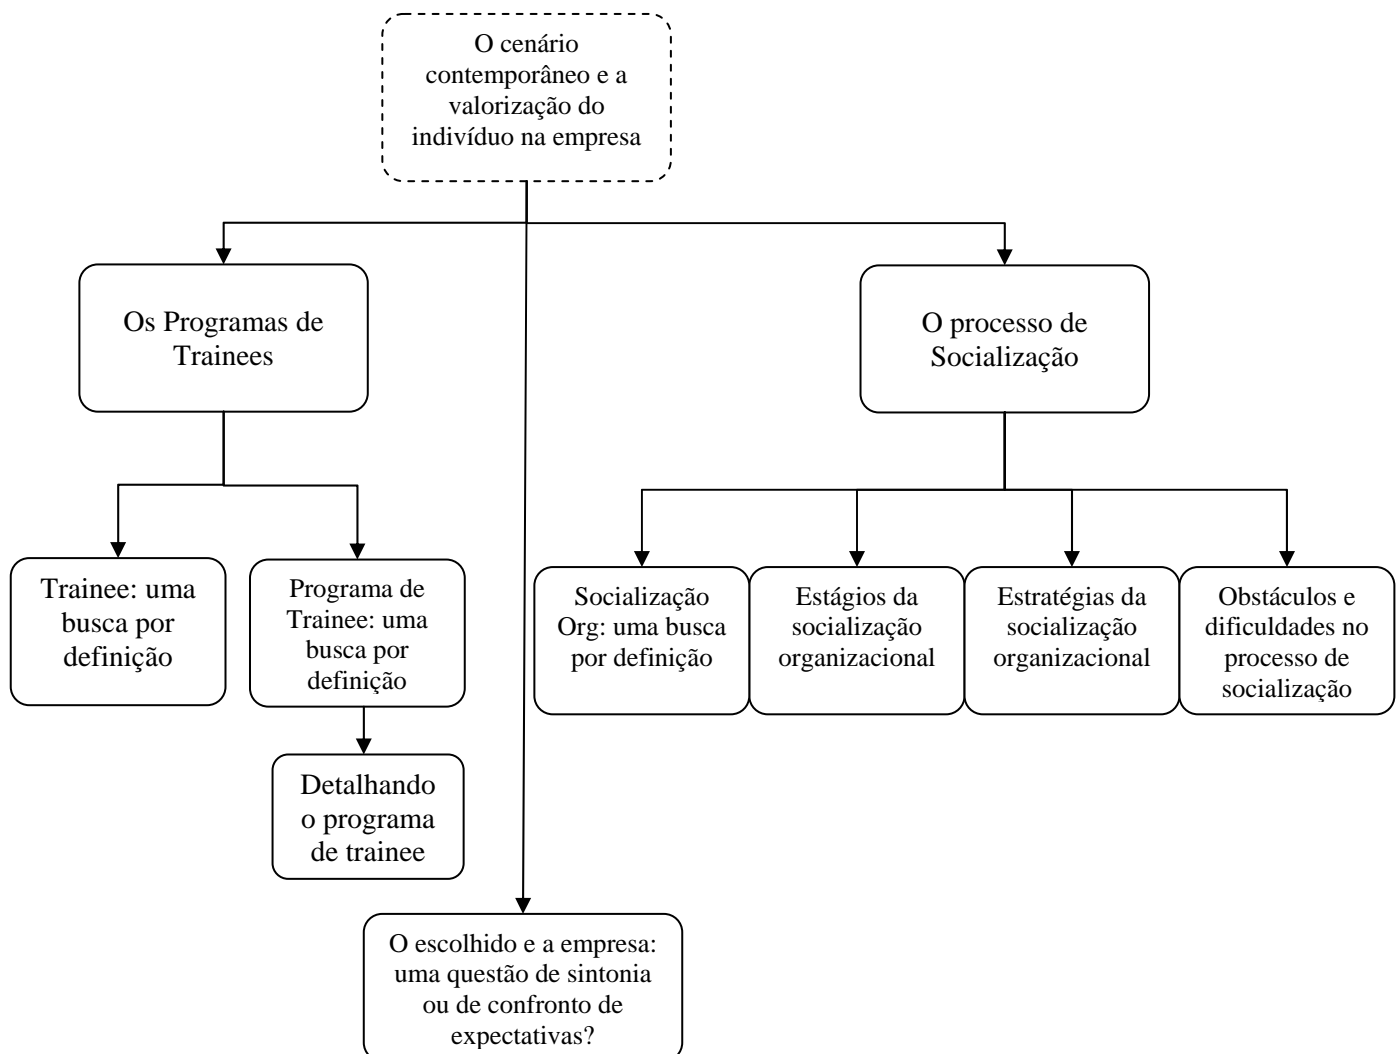 O cenário
contemporâneo e a
valorização do
indivíduo na empresa
Os Programas de
Trainees
O processo de
Socialização
Trainee: uma
busca por
definição
Programa de
Trainee: uma
busca por
definição
Socialização
Org: uma busca
por definição
Estágios da
socialização
organizacional
Estratégias da
socialização
organizacional
Obstáculos e
dificuldades no
processo de
socialização
Detalhando
o programa
de trainee
O escolhido e a empresa:
uma questão de sintonia
ou de confronto de
expectativas?